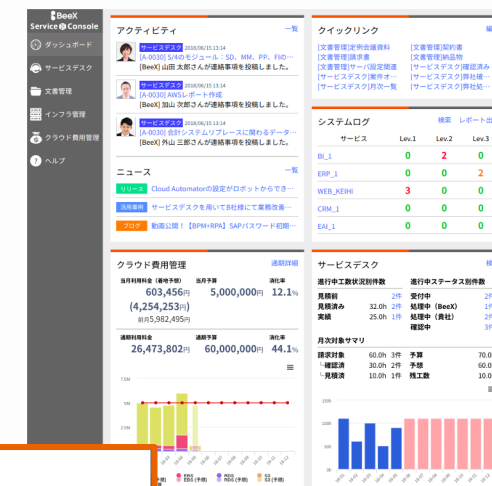 BeeX
Service Console
ダッシュボード
サービスデスク
文書管理
インフラ管理
クラウド費用管理
ヘルプ
アクティビティ 一覧
サービスデスク 2018/06/15 13:14
[A-0030] S/4のモジュール：SD、MM、PP、FIの…
[BeeX] 山田 太郎さんが連絡事項を投稿しました。
サービスデスク 2018/06/15 13:14
[A-0030] AWSレポート作成
[BeeX] 加山 次郎さんが連絡事項を投稿しました。
サービスデスク 2018/06/15 13:14
[A-0030] 会計システムリプレースに関わるデータ…
[BeeX] 外山 三郎さんが連絡事項を投稿しました。
ニュース 一覧
リリース Cloud Automatorの設定がロボットからでき…
活用事例 サービスデスクを用いてB社様にて業務改善…
ブログ 動画公開！【BPM+RPA】SAPパスワード初期…
クイックリンク
[文書管理]定例会議資料 [文書管理]契約書
[文書管理]請求書 [文書管理]納品物
[文書管理]サーバ設定関連 [サービスデスク]確認済み
[サービスデスク]案件オ…
[サービスデスク]月次一覧 [サービスデスク]弊社処…
システムログ 検索 レポート出
サービス Lev.1 Lev.2 Lev.3
BI_1 0 2 0
ERP_1 0 0 2
WEB_KEIHI 3 0 0
CRM_1 0 0 0
EAI_1 0 0 0
クラウド費用管理 通期詳細
当月利用料金（着地予想） 当月予算 消化率
603,456円 5,000,000円 12.1%
(4,254,253円)
前月5,982,495円
通期利用料金 通期予算 消化率
26,473,802円 60,000,000円 44.1%
7.5M
5M
2.5M
サービスデスク
進行中工数状況別件数 進行中ステータス別件数
見積前 2件 受付中 2件
見積済み 32.0h 2件 処理中（BeeX） 1件
実績 25.0h 1件 処理中（貴社） 2件
確認中 3件
月次対象サマリ
請求対象 60.0h 3件 予算 70.0
└確認済 30.0h 2件 予想 60.0
└見積済 10.0h 1件 残工数 10.0